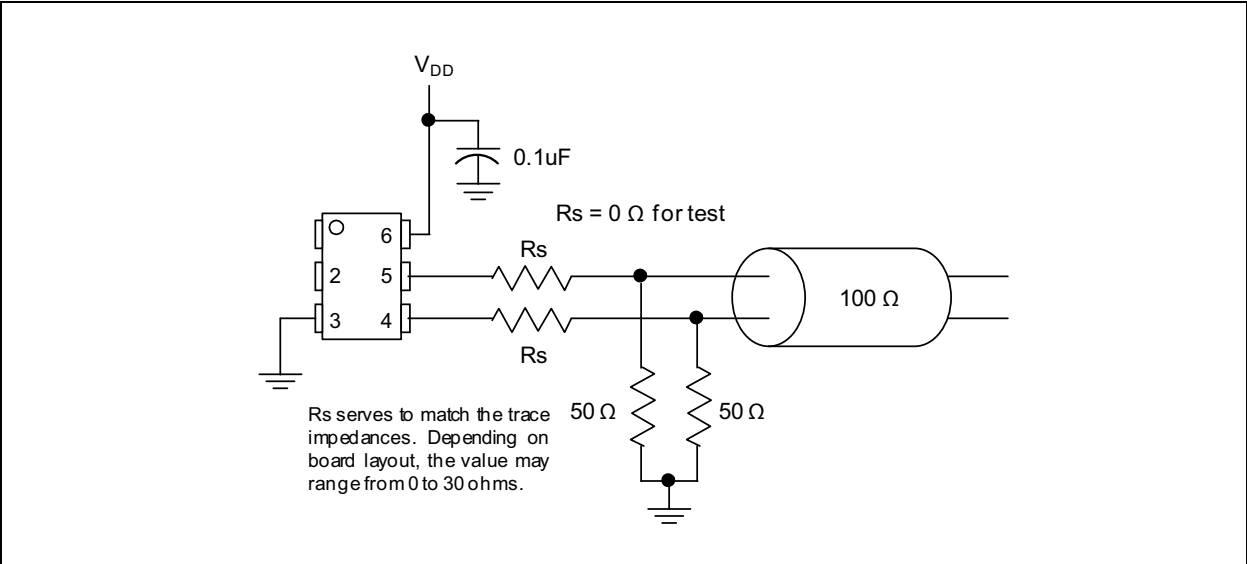 VDD
0.1uF
Rs = 0 Ω for test
6
Rs
2
5
100 Ω
3
4
Rs
50 Ω
50 Ω
Rs serves to match the trace
impedances. Depending on
board layout, the value may
range from 0 to 30 ohms.